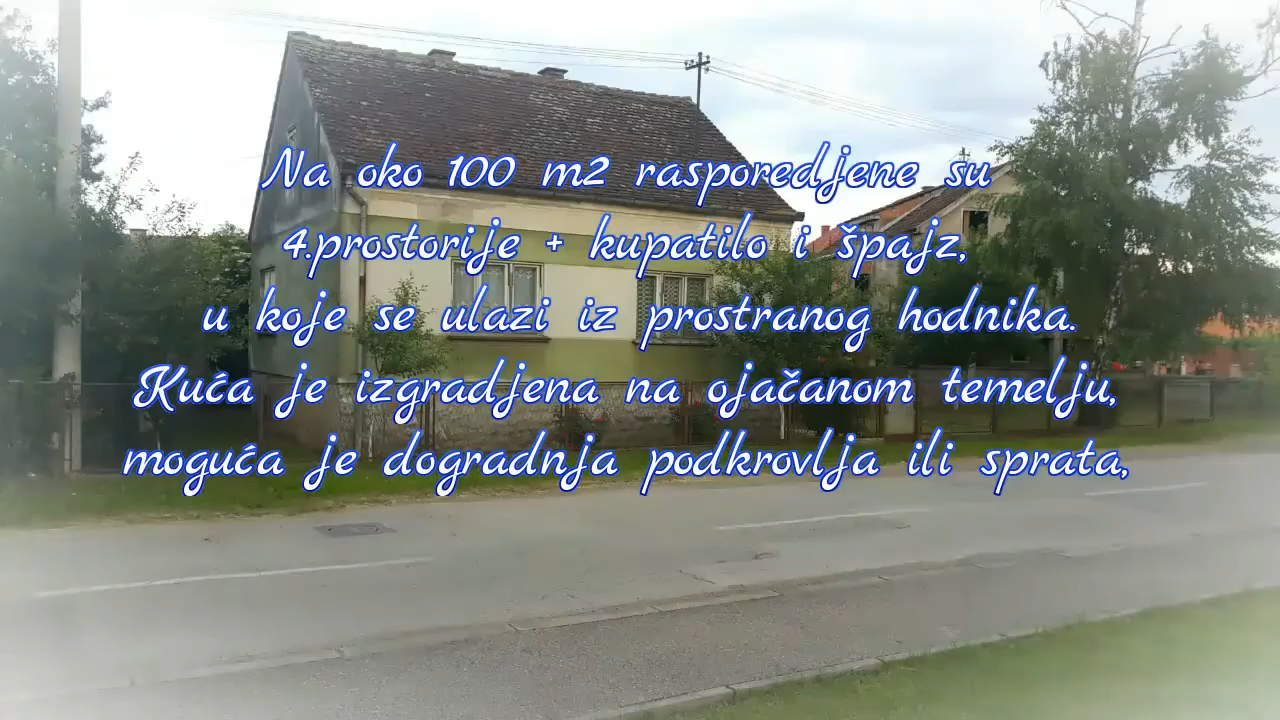 Na oko 100 m2 rasporedjene su
4.prostorije + kupatilo i špajz,
u koje se ulazi iz prostranog hodnika.
Kuća je izgradjena na ojačanom temelju,
moguća je dogradnja podkrovlja ili sprata,